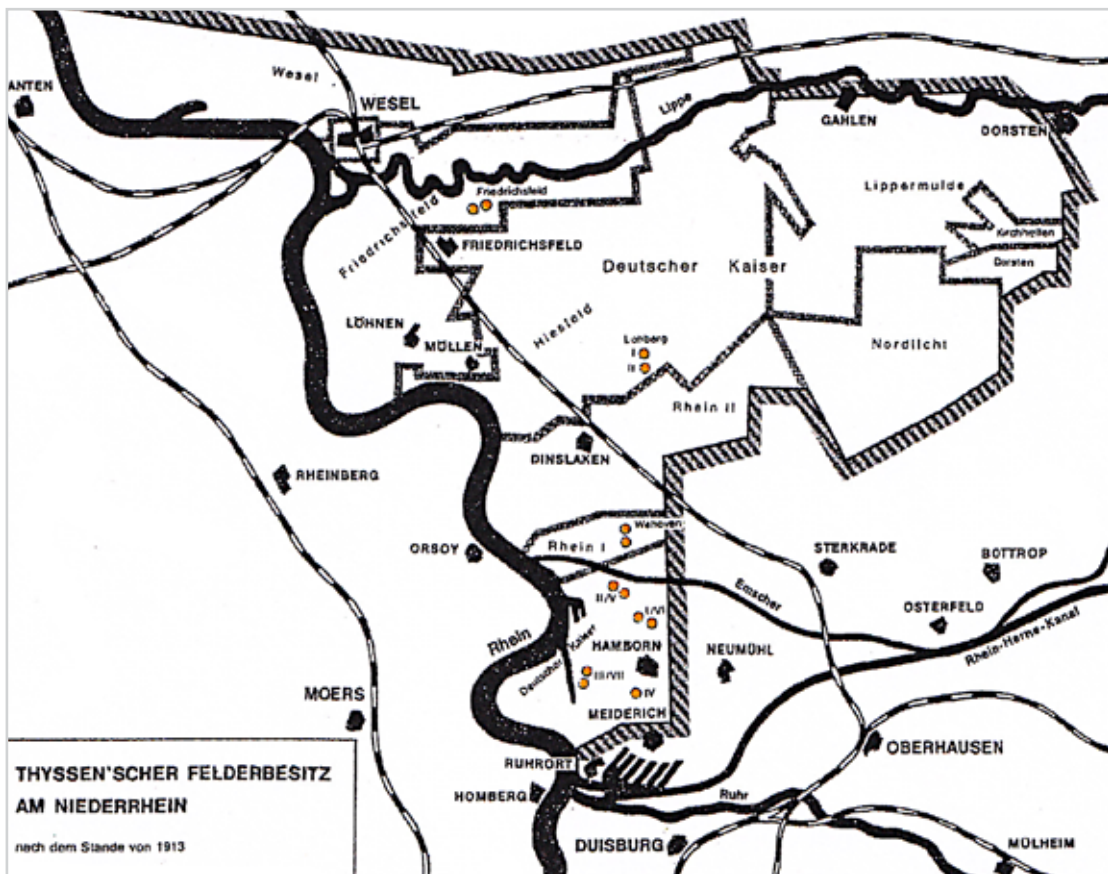 Wesel
ANTEN
WESEL
Lippe
GAHLEN
DORSTEN
Lippermulde
Friedrichsfeld
Friedrichsfeld
Kirchhellen
Dorsten
FRIEDRICHSFELD
Deutscher Kaiser
Hiesfeld
LÖHNEN
MÖLLEN
Lohberg
I
II
Nordlicht
Rhein II
DINSLAKEN
RHEINBERG
Wehoven
Rhein I
ORSOY
STERKRADE
BOTTROP
II/V
Emscher
I/VI
OSTERFELD
Rhein-Herne-Kanal
Rhein
Deutscher Kaiser
HAMBORN
NEUMÜHL
III/VII
IV
MOERS
MEIDERICH
OBERHAUSEN
RUHRORT
HOMBERG
Ruhr
DUISBURG
MÜLHEIM
THYSSEN'SCHER FELDERBESITZ
AM NIEDERRHEIN
nach dem Stande von 1913